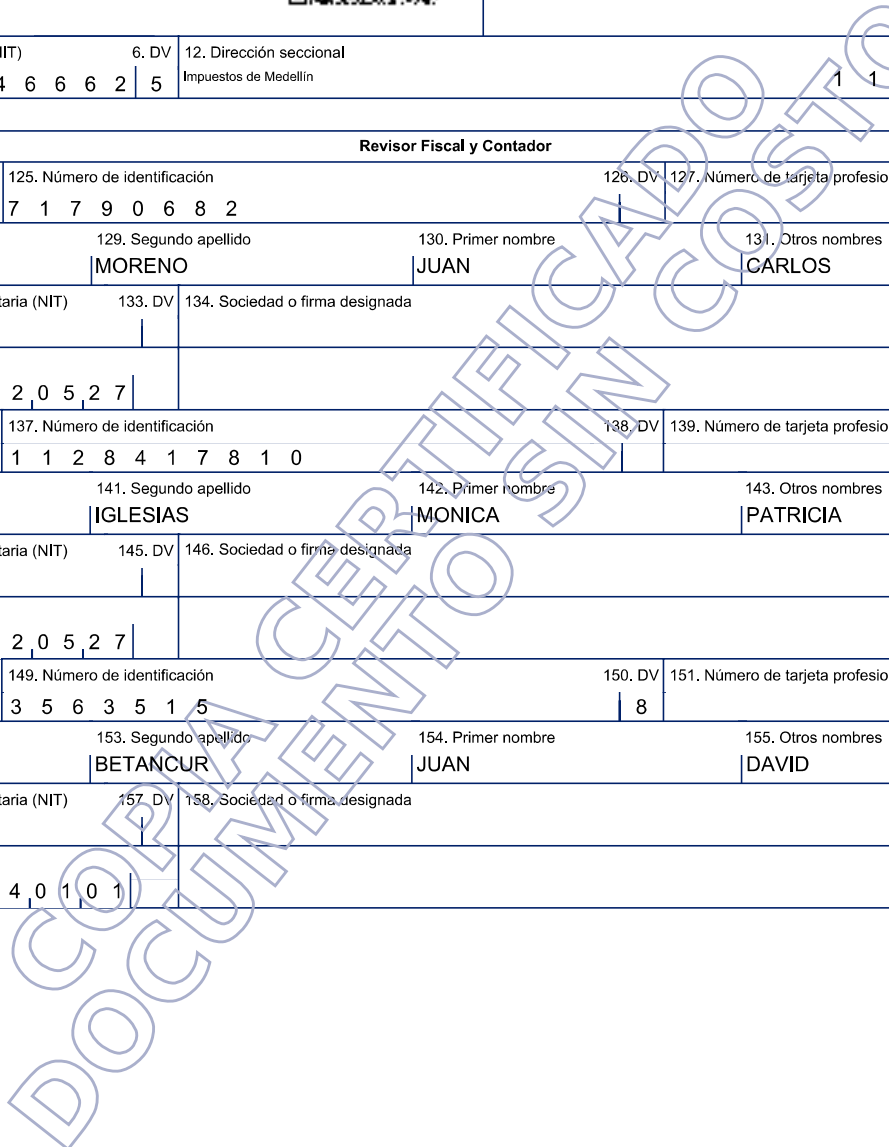 IIT) 6. DV 12. Dirección seccional
4 6 6 6 2 5 Impuestos de Medellín 1 1
Revisor Fiscal y Contador
125. Número de identificación 126. DV 127. Número de tarjeta profesio
7 1 7 9 0 6 8 2
129. Segundo apellido 130. Primer nombre 131. Otros nombres
MORENO JUAN CARLOS
taria (NIT) 133. DV 134. Sociedad o firma designada
2 0 5 2 7
137. Número de identificación 138. DV 139. Número de tarjeta profesio
1 1 2 8 4 1 7 8 1 0
141. Segundo apellido 142. Primer nombre 143. Otros nombres
IGLESIAS MONICA PATRICIA
taria (NIT) 145. DV 146. Sociedad o firma designada
2 0 5 2 7
149. Número de identificación 150. DV 151. Número de tarjeta profesio
3 5 6 3 5 1 5 8
153. Segundo apellido 154. Primer nombre 155. Otros nombres
BETANCUR JUAN DAVID
taria (NIT) 157. DV 158. Sociedad o firma designada
4 0 1 0 1
COPIA CERTIFICADO
DOCUMENTO SIN COSTO